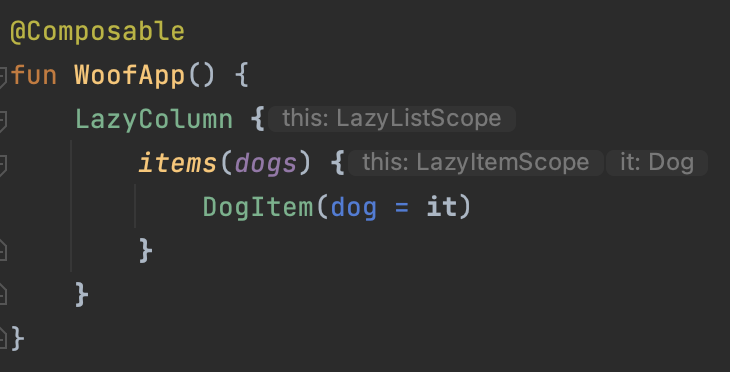 @Composable
fun WoofApp() {
    LazyColumn { this: LazyListScope
        items(dogs) { this: LazyItemScope it: Dog
            DogItem(dog = it)
        }
    }
}